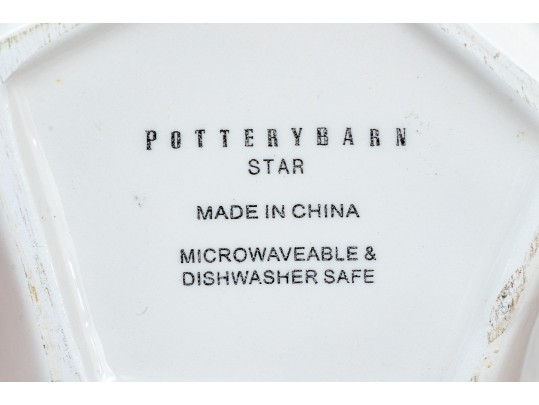 POTTERYBARN
STAR
MADE IN CHINA
MICROWAVEABLE &
DISHWASHER SAFE